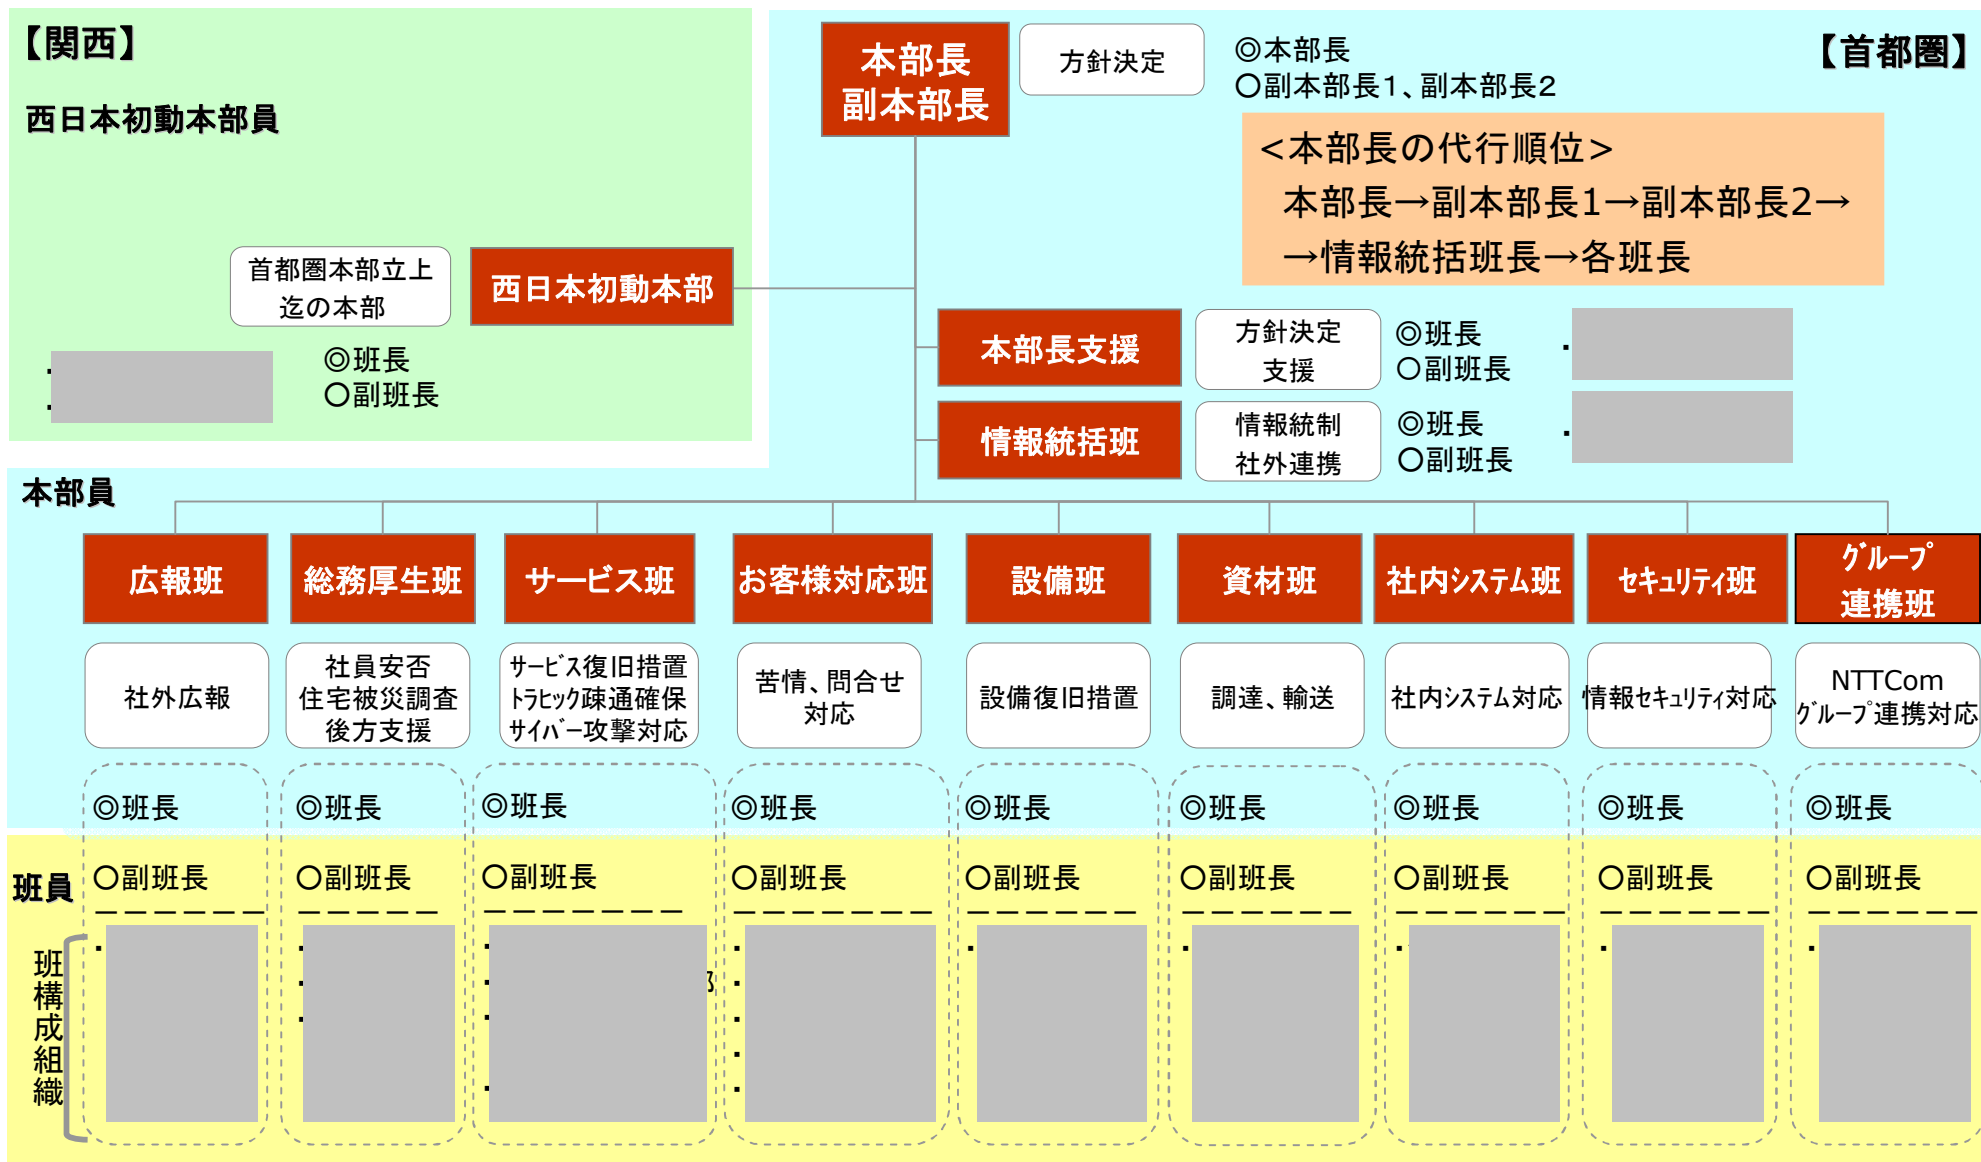 【関西】
西日本初動本部員
首都圏本部立上
迄の本部
西日本初動本部
◎班長
○副班長
【首都圏】
本部長
副本部長
方針決定
◎本部長
○副本部長1、副本部長2
<本部長の代行順位>
本部長→副本部長1→副本部長2→
→情報統括班長→各班長
本部長支援
方針決定
支援
◎班長
○副班長
情報統括班
情報統制
社外連携
◎班長
○副班長
本部員
広報班
総務厚生班
サービス班
お客様対応班
設備班
資材班
社内システム班
セキュリティ班
グループ
連携班
社外広報
社員安否
住宅被災調査
後方支援
サービス復旧措置
トラヒック疎通確保
サイバー攻撃対応
苦情、問合せ
対応
設備復旧措置
調達、輸送
社内システム対応
情報セキュリティ対応
NTTCom
グループ連携対応
◎班長
◎班長
◎班長
◎班長
◎班長
◎班長
◎班長
◎班長
◎班長
班員
○副班長
○副班長
○副班長
○副班長
○副班長
○副班長
○副班長
○副班長
○副班長
班構成組織